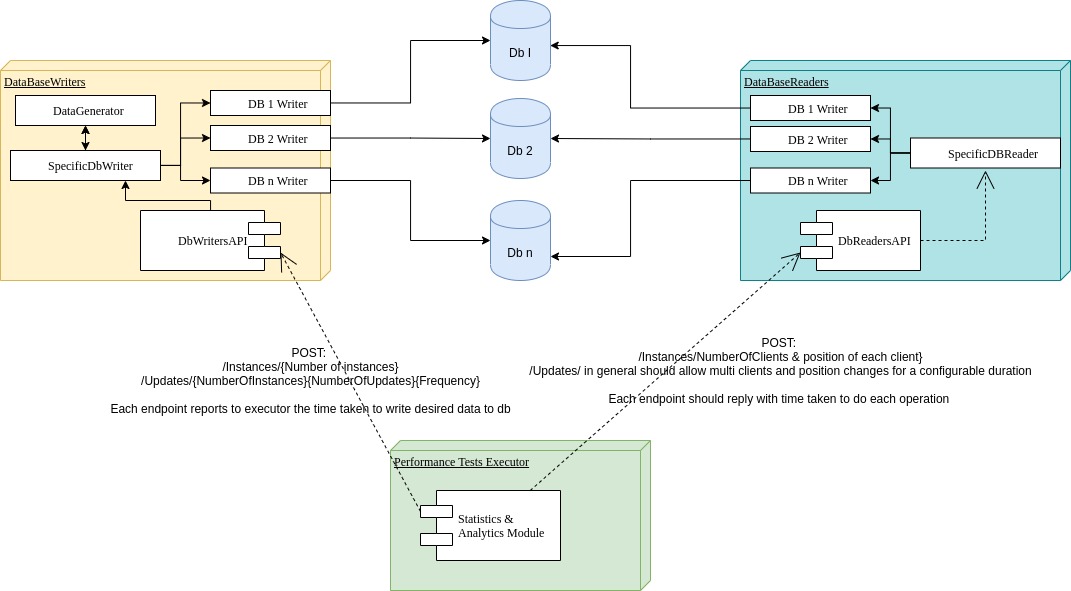 Db I
DataBaseWriters
DataGenerator
SpecificDbWriter
DB 1 Writer
DB 2 Writer
DB n Writer
DbWritersAPI
Db 2
Db n
DataBaseReaders
DB 1 Writer
DB 2 Writer
DB n Writer
SpecificDBReader
DbReadersAPI
POST:
/Instances/{Number of instances}
/Updates/{NumberOfInstances}{NumberOfUpdates}{Frequency}
Each endpoint reports to executor the time taken to write desired data to db
POST:
/Instances/NumberOfClients & position of each client}
/Updates/ in general should allow multi clients and position changes for a configurable duration
Each endpoint should reply with time taken to do each operation
Performance Tests Executor
Statistics &
Analytics Module